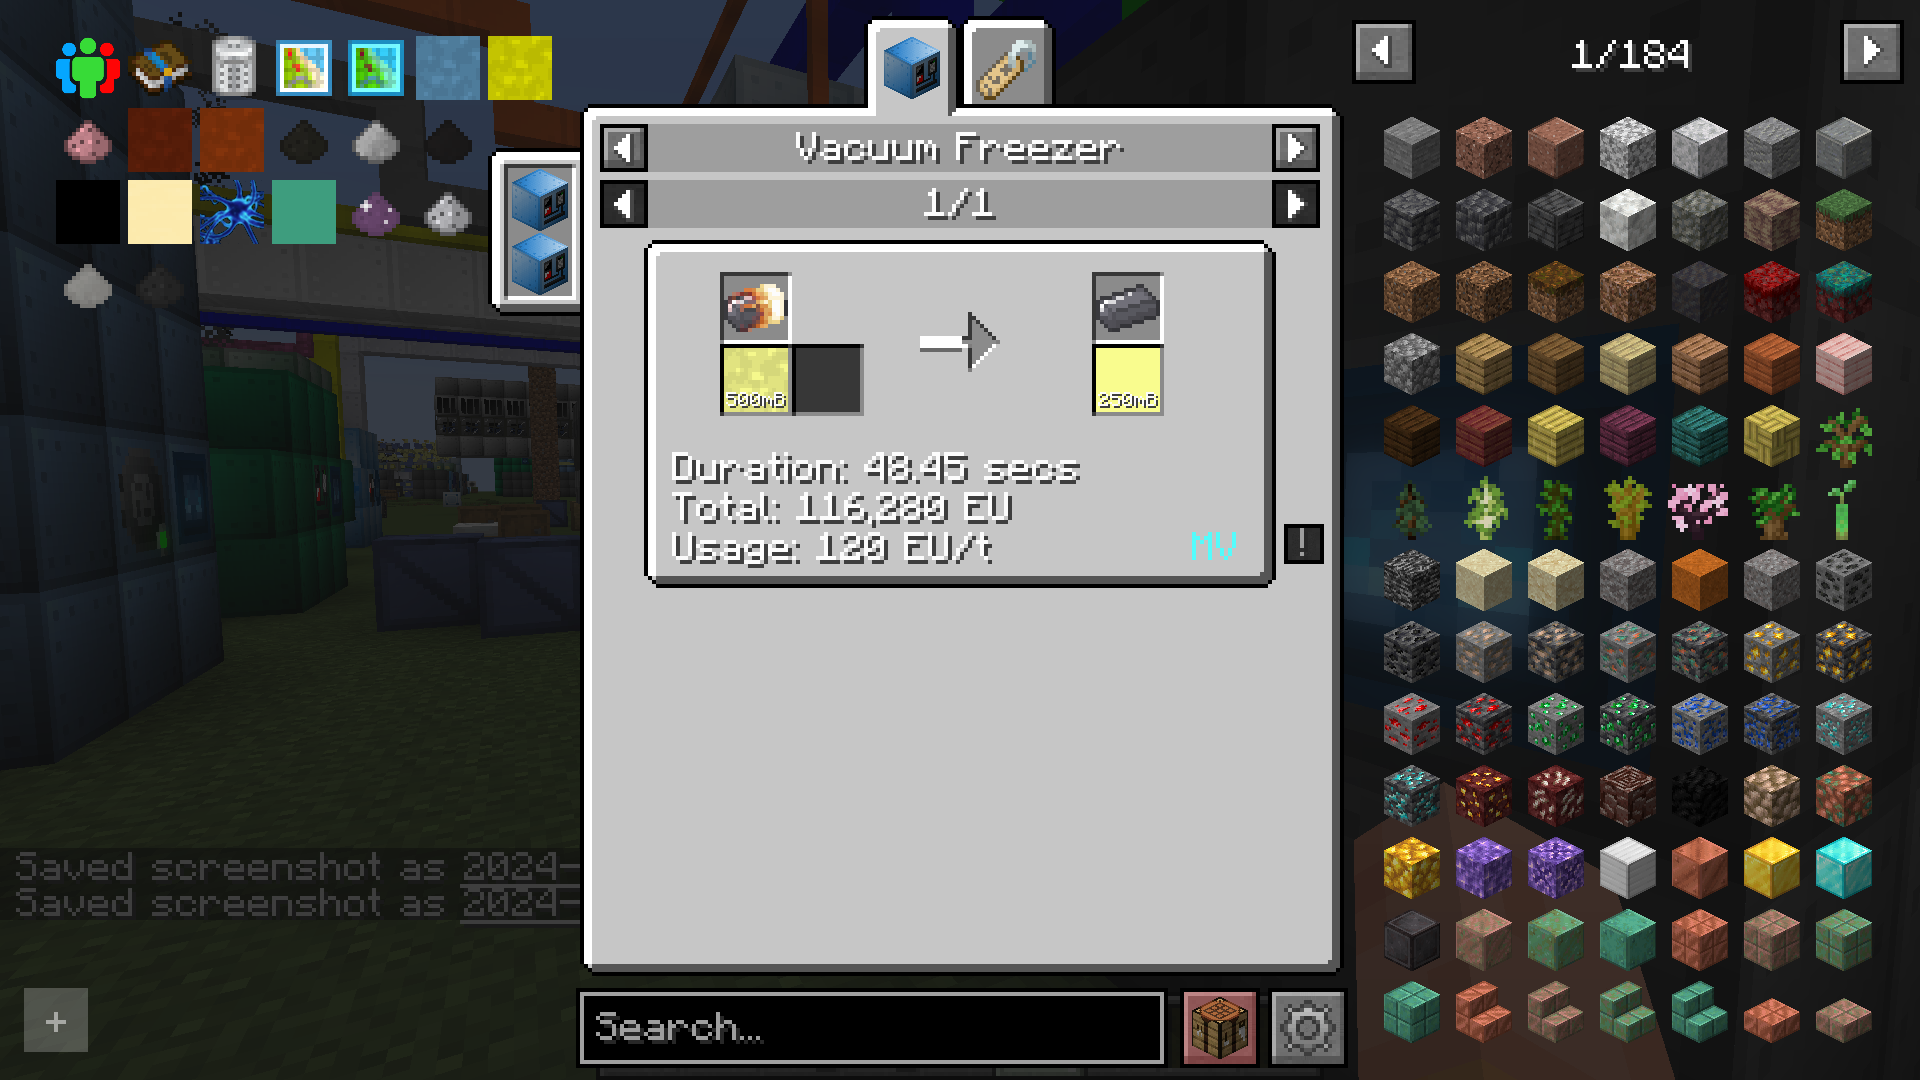 1/184
Vacuum Freezer
1/1
500mB
250mB
Duration: 48.45 secs
Total: 116,280 EU
Usage: 120 EU/t
MV
!
Saved screenshot as 2024-
Saved screenshot as 2024-
+
Search...